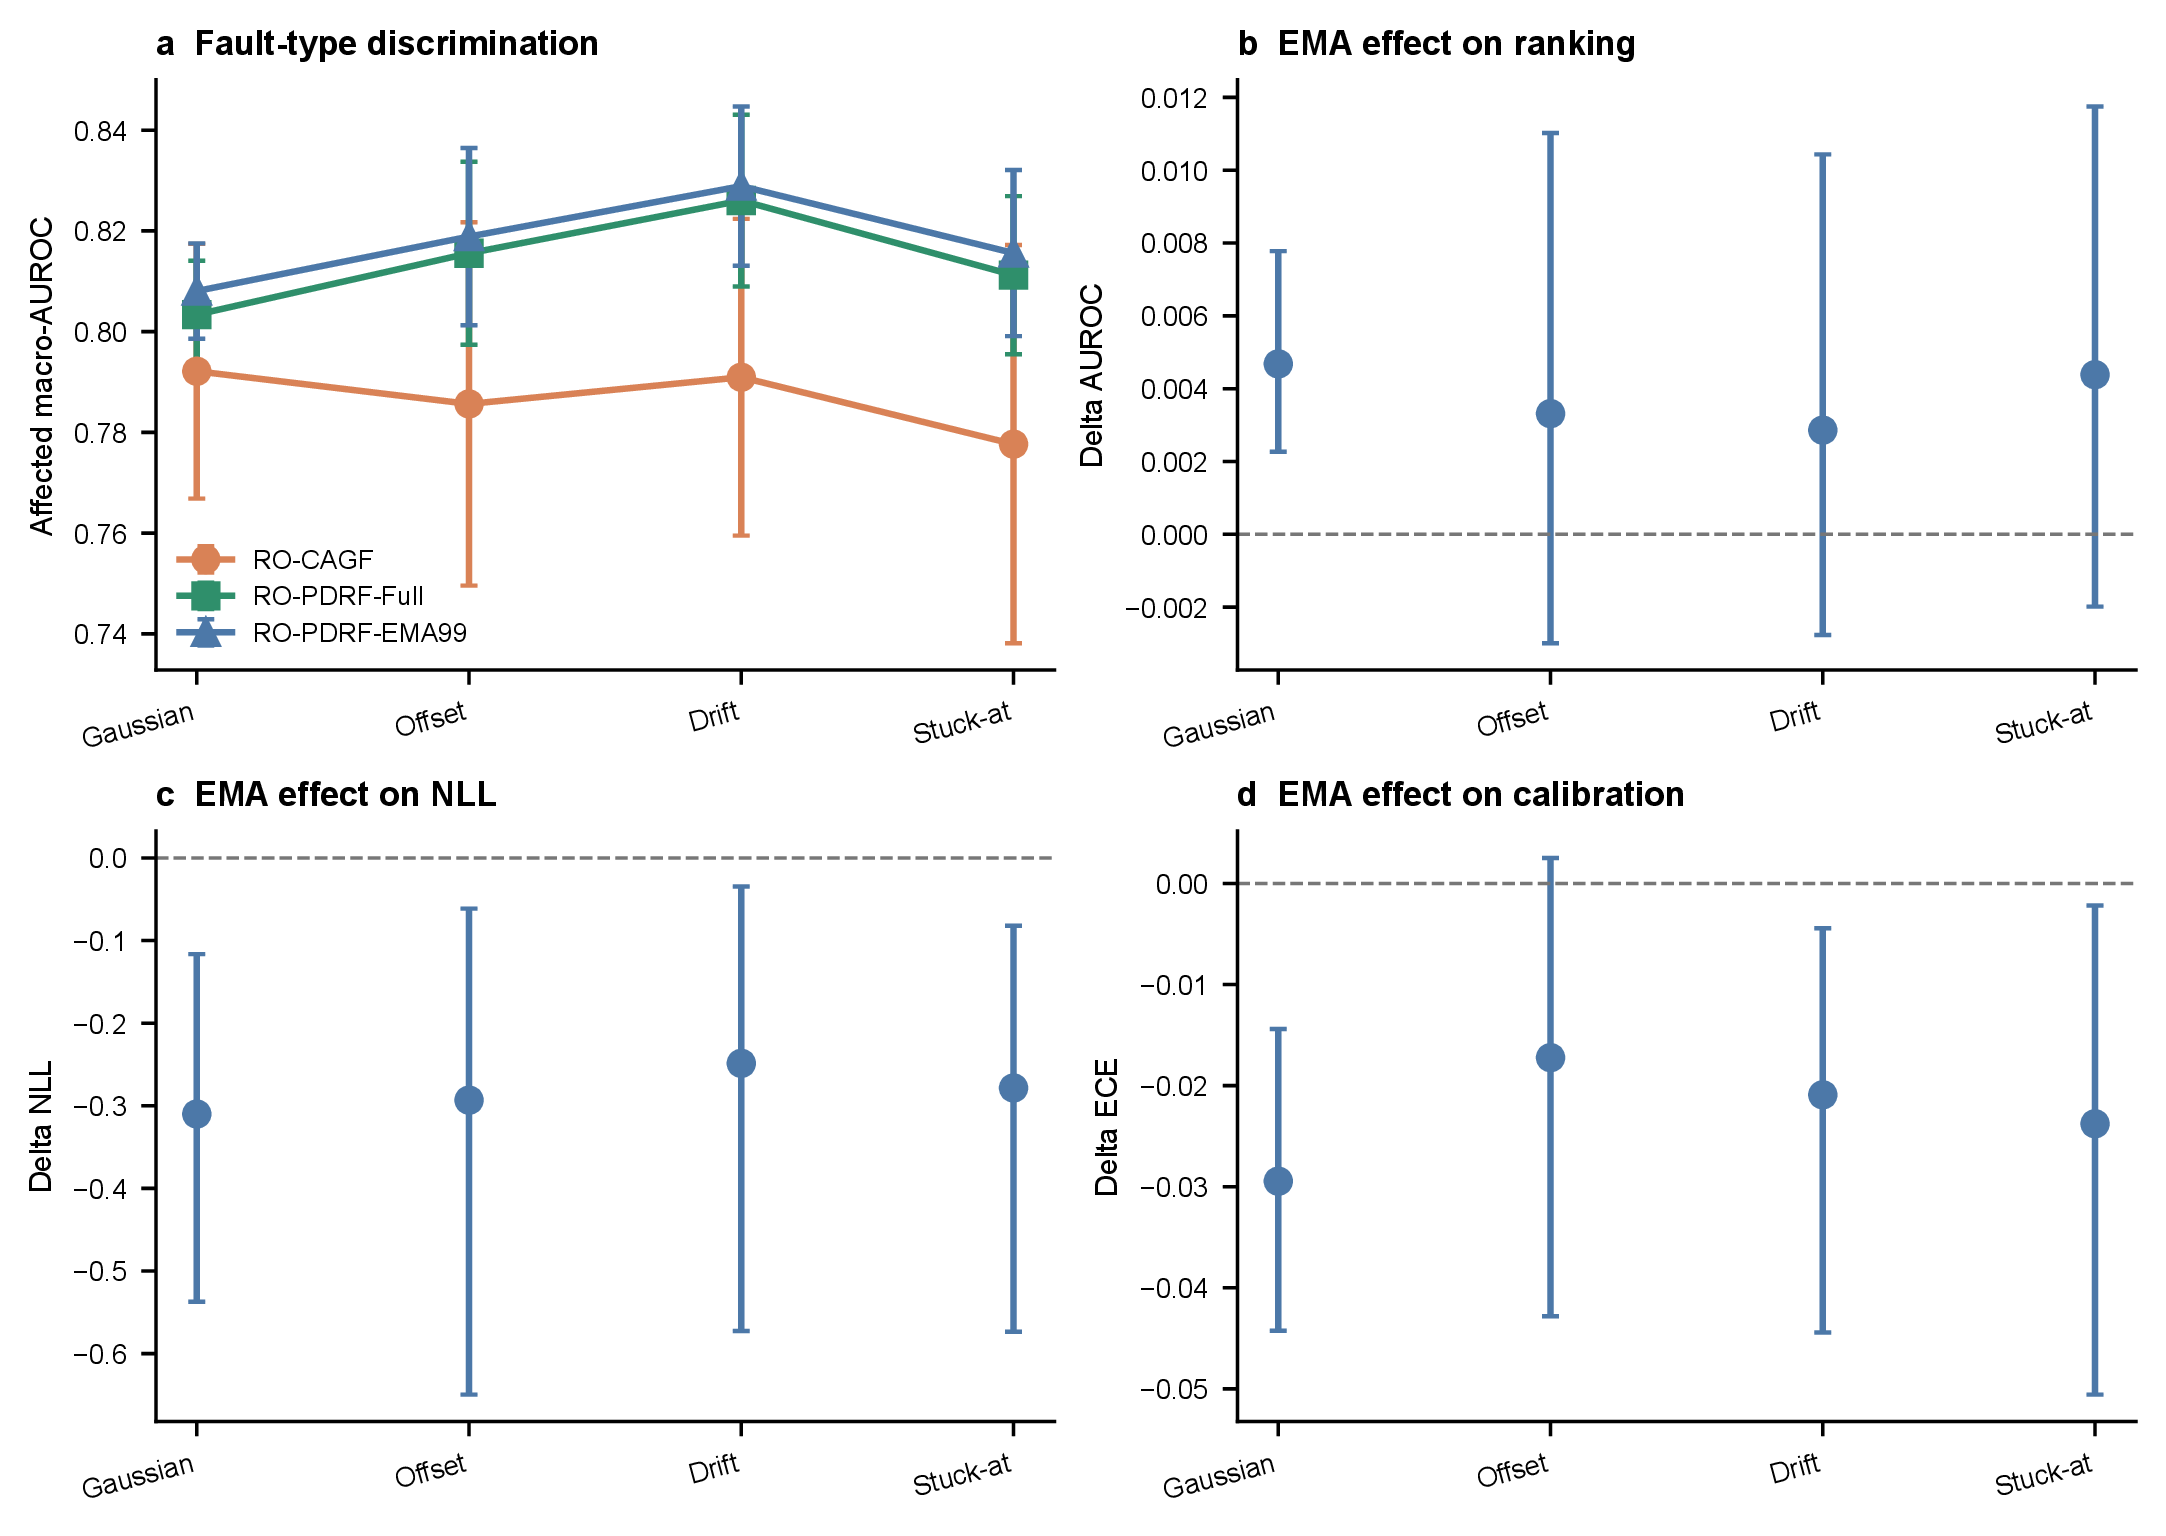 a Fault-type discrimination
Affected macro-AUROC
0.84
0.82
0.80
0.78
0.76
0.74
RO-CAGF
RO-PDRF-Full
RO-PDRF-EMA99
Gaussian
Offset
Drift
Stuck-at
b EMA effect on ranking
Delta AUROC
0.012
0.010
0.008
0.006
0.004
0.002
0.000
−0.002
Gaussian
Offset
Drift
Stuck-at
c EMA effect on NLL
Delta NLL
0.0
−0.1
−0.2
−0.3
−0.4
−0.5
−0.6
Gaussian
Offset
Drift
Stuck-at
d EMA effect on calibration
Delta ECE
0.00
−0.01
−0.02
−0.03
−0.04
−0.05
Gaussian
Offset
Drift
Stuck-at